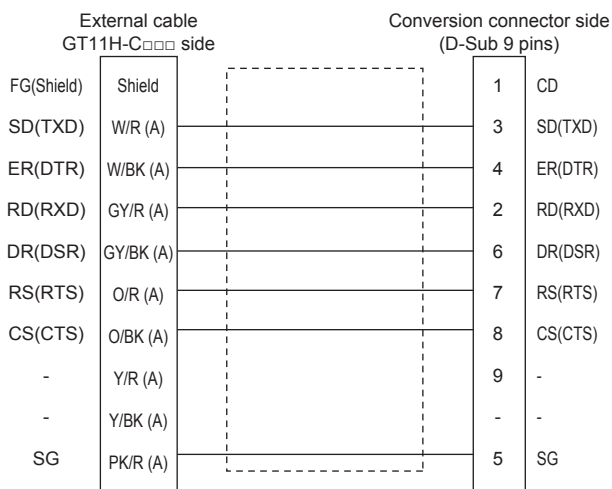 External cable Conversion connector side
GT11H-C□□□ side (D-Sub 9 pins)
FG(Shield) Shield 1 CD
SD(TXD) W/R (A) 3 SD(TXD)
ER(DTR) W/BK (A) 4 ER(DTR)
RD(RXD) GY/R (A) 2 RD(RXD)
DR(DSR) GY/BK (A) 6 DR(DSR)
RS(RTS) O/R (A) 7 RS(RTS)
CS(CTS) O/BK (A) 8 CS(CTS)
- Y/R (A) 9 -
- Y/BK (A) - -
SG PK/R (A) 5 SG